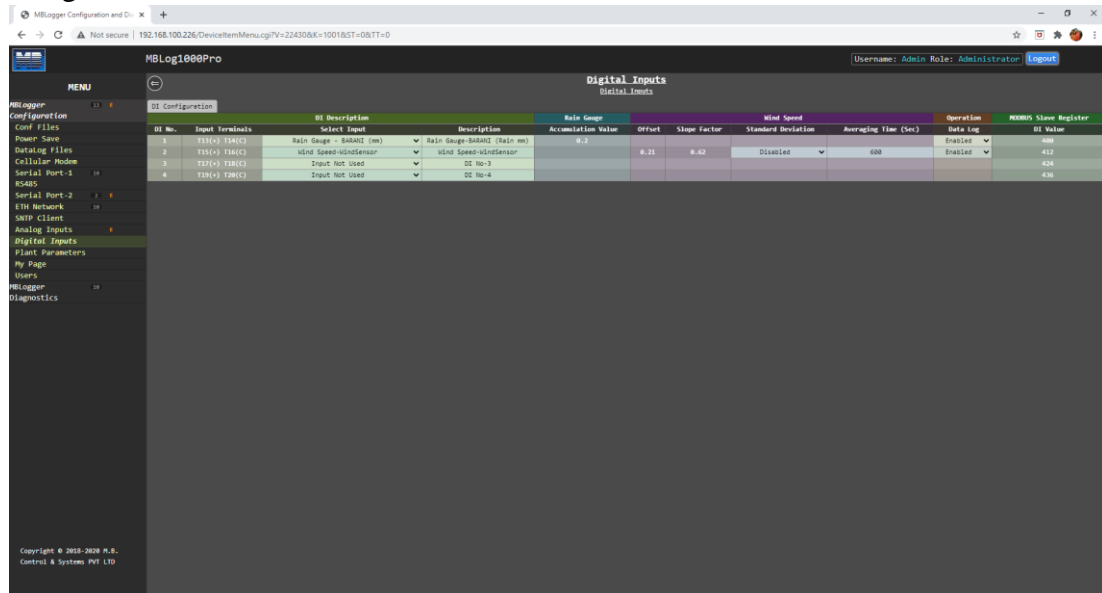 MBLogger Configuration and Di
Not secure | 192.168.100.226/DeviceItemMenu.cgi?V=22430&K=1001&ST=0&TT=0
MB
MBLog1000Pro
Username: Admin Role: Administrator Logout
MENU
Digital Inputs
Digital Inputs
MBLogger
Configuration
Conf Files
Power Save
DataLog Files
Cellular Modem
Serial Port-1
RS485
Serial Port-2
ETH Network
SNTP Client
Analog Inputs
Digital Inputs
Plant Parameters
My Page
Users
MBLogger
Diagnostics
DI Configuration
DI Description Rain Gauge Wind Speed Operation MODBUS Slave Register
DI No. Input Terminals Select Input Description Accumulation Value Offset Slope Factor Standard Deviation Averaging Time (Sec) Data Log DI Value
1 T13(+) T14(C) Rain Gauge - BARANI (mm) Rain Gauge-BARANI (Rain mm) 0.2 Enabled 400
2 T15(+) T16(C) Wind Speed-WindSensor Wind Speed-WindSensor 0.21 0.62 Disabled 600 Enabled 412
3 T17(+) T18(C) Input Not Used DI No-3 424
4 T19(+) T20(C) Input Not Used DI No-4 436
Copyright © 2018-2020 M.B.
Control & Systems PVT LTD